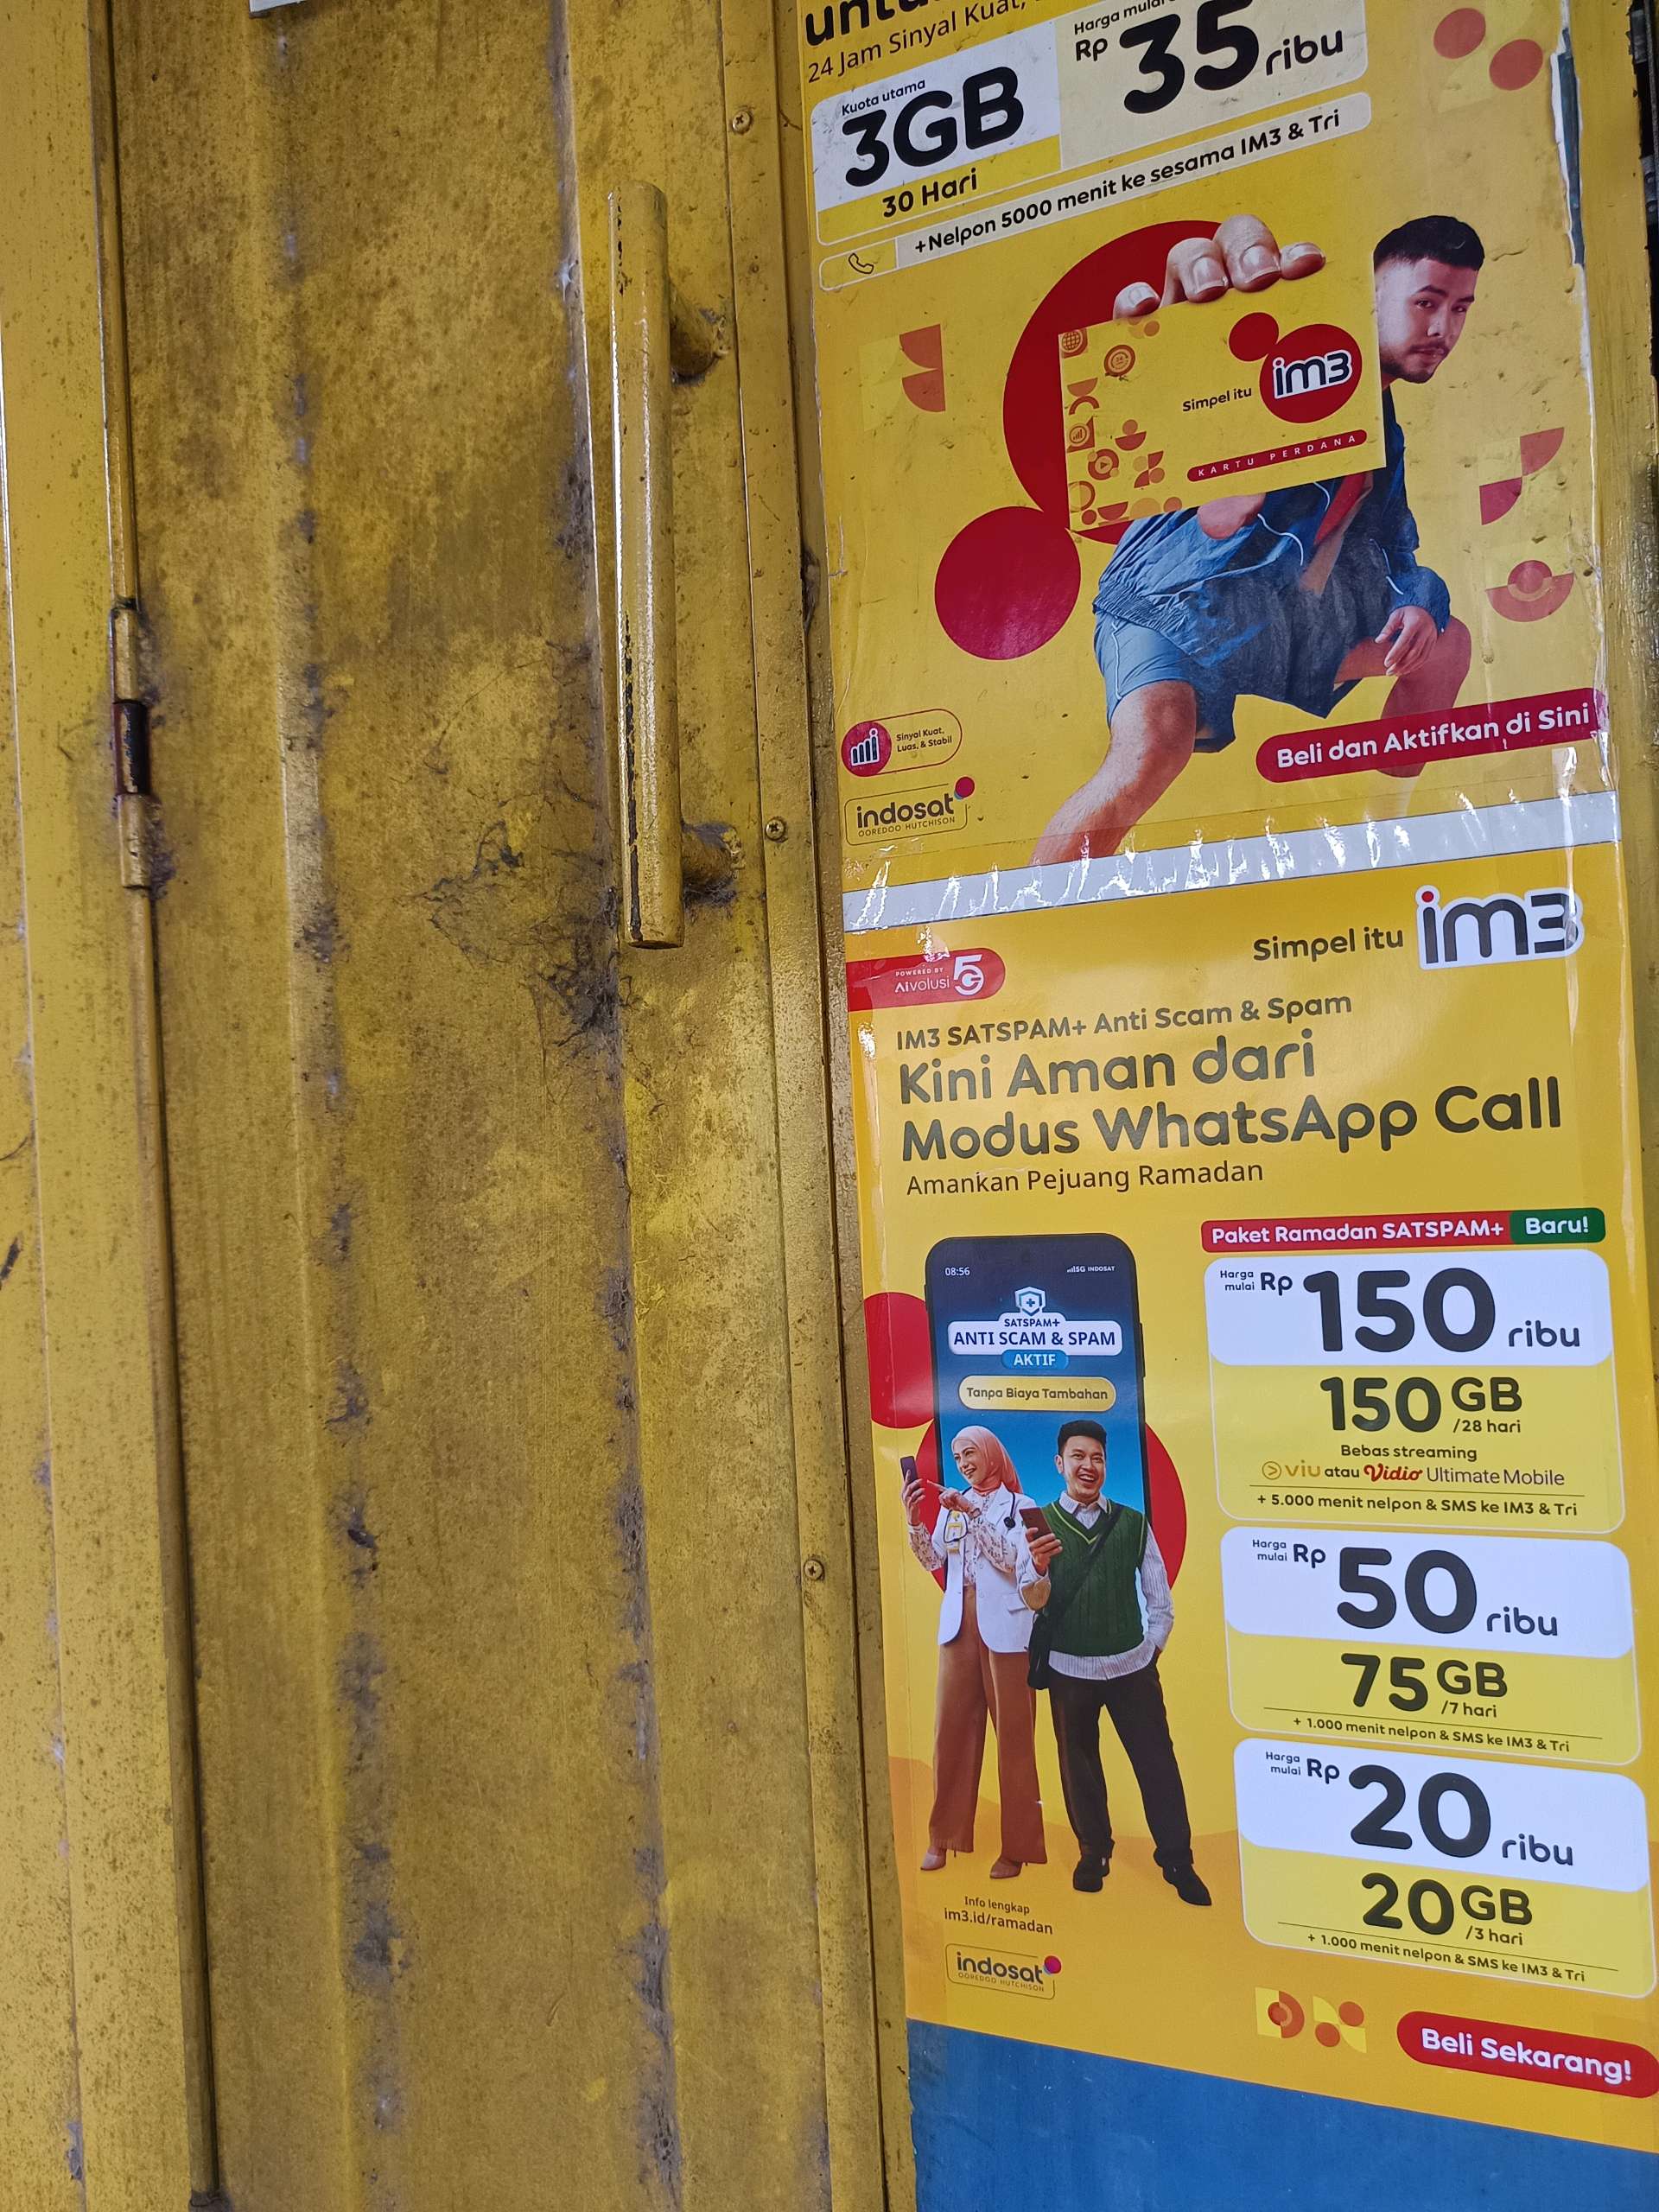 24 Jam Sinyal Kuat,
Kuota utama
3GB
30 Hari
Harga mulai
Rp 35 ribu
+Nelpon 5000 menit ke sesama IM3 & Tri
Simpel itu im3
KARTU PERDANA
Sinyal Kuat,
Luas, & Stabil
Beli dan Aktifkan di Sini
indosat
OOREDOO HUTCHISON
Simpel itu im3
POWERED BY
AIvolusi 5G
IM3 SATSPAM+ Anti Scam & Spam
Kini Aman dari
Modus WhatsApp Call
Amankan Pejuang Ramadan
08:56
5G INDOSAT
SATSPAM+
ANTI SCAM & SPAM
AKTIF
Tanpa Biaya Tambahan
Paket Ramadan SATSPAM+ Baru!
Harga mulai Rp 150 ribu
150 GB
/28 hari
Bebas streaming
viu atau Vidio Ultimate Mobile
+ 5.000 menit nelpon & SMS ke IM3 & Tri
Harga mulai Rp 50 ribu
75 GB
/7 hari
+ 1.000 menit nelpon & SMS ke IM3 & Tri
Harga mulai Rp 20 ribu
20 GB
/3 hari
+ 1.000 menit nelpon & SMS ke IM3 & Tri
Info lengkap
im3.id/ramadan
indosat
OOREDOO HUTCHISON
Beli Sekarang!